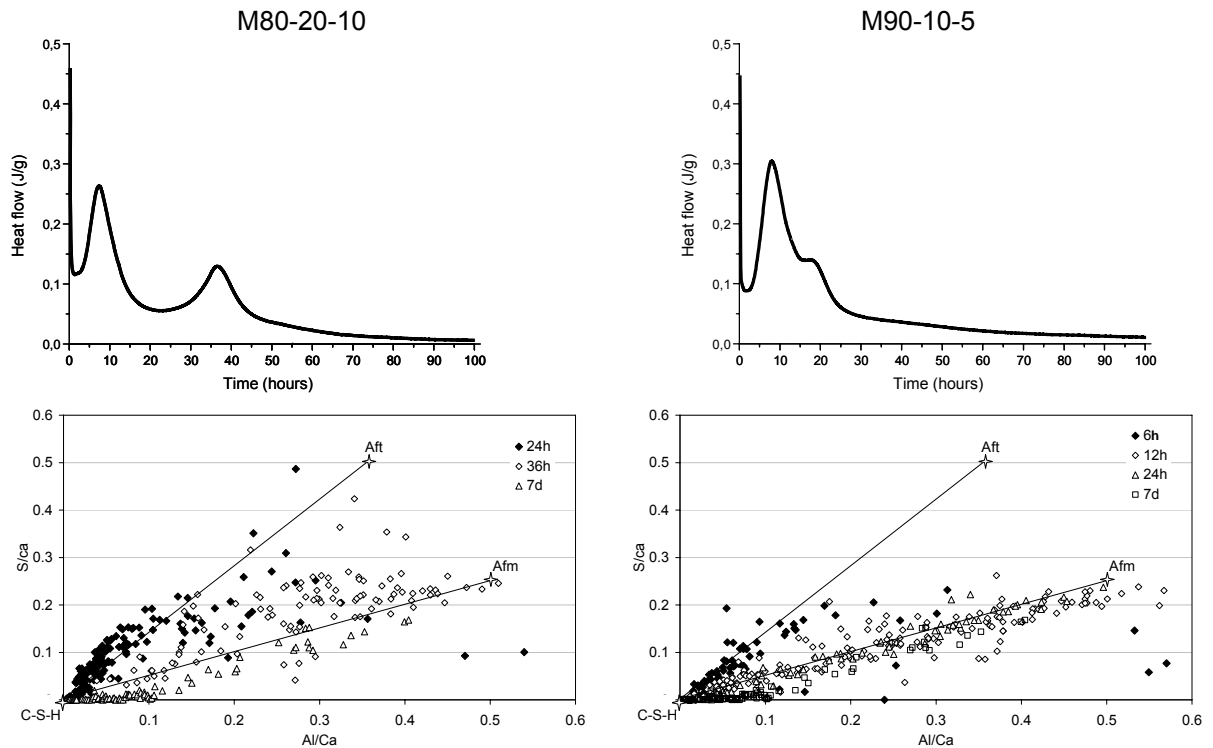 M80-20-10
M90-10-5
0,5
0,4
0,3
0,2
0,1
0,0
Heat flow (J/g)
0 10 20 30 40 50 60 70 80 90 100
Time (hours)
0,5
0,4
0,3
0,2
0,1
0,0
Heat flow (J/g)
0 10 20 30 40 50 60 70 80 90 100
Time (hours)
0.6
0.5
0.4
0.3
0.2
0.1
-
S/ca
Aft
Afm
24h
36h
7d
C-S-H
- 0.1 0.2 0.3 0.4 0.5 0.6
Al/Ca
0.6
0.5
0.4
0.3
0.2
0.1
-
S/ca
Aft
Afm
6h
12h
24h
7d
C-S-H
- 0.1 0.2 0.3 0.4 0.5 0.6
Al/Ca